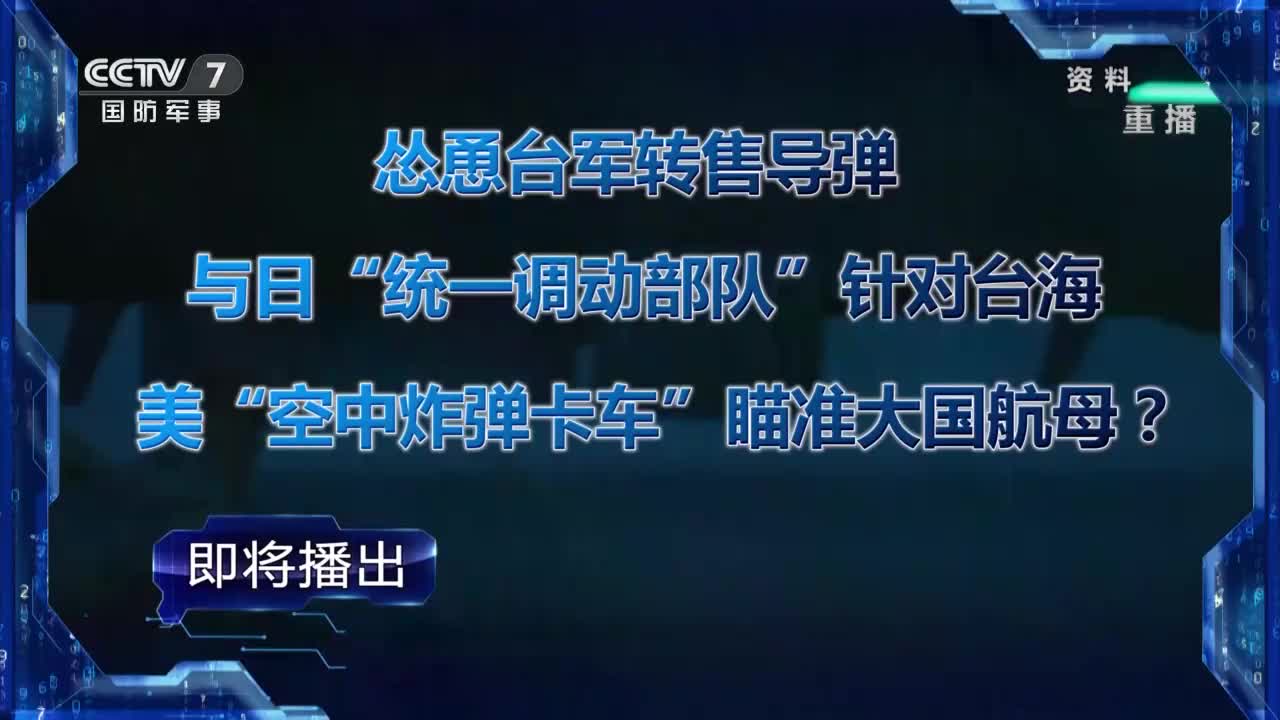 CCTV 7
国防军事
资料
重播
怂恿台军转售导弹
与日“统一调动部队”针对台海
美“空中炸弹卡车”瞄准大国航母？
即将播出